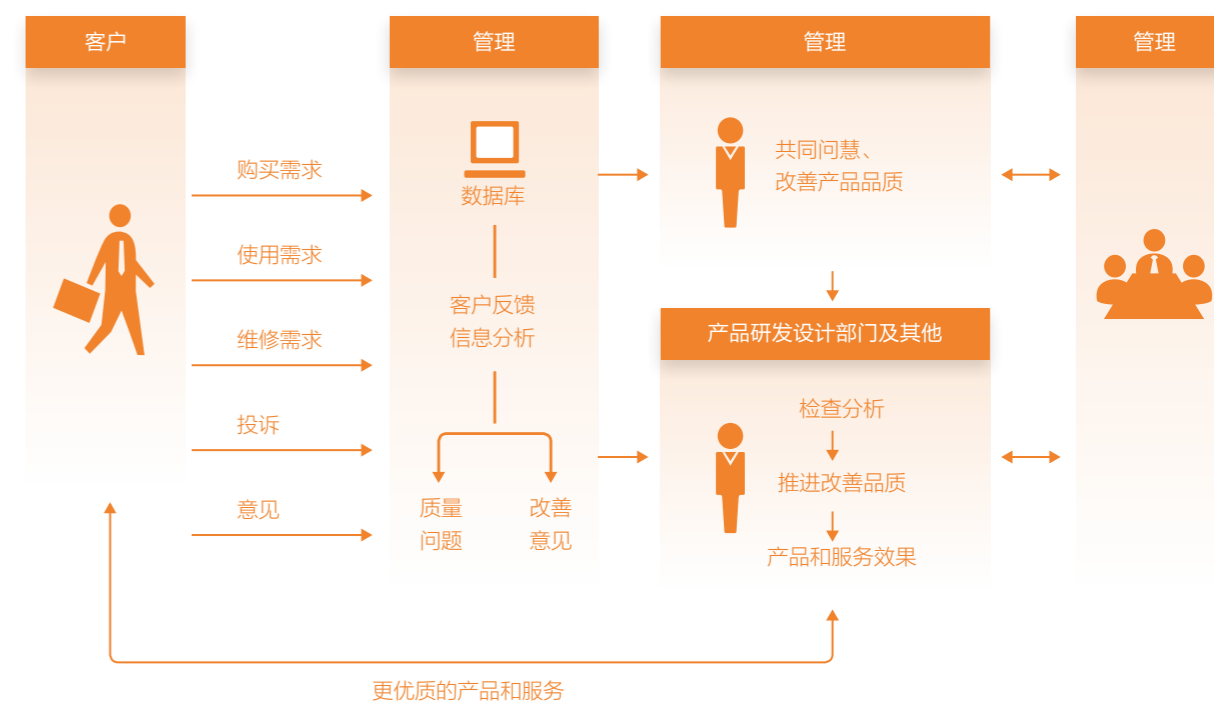 客户
管理
管理
管理
购买需求
使用需求
维修需求
投诉
意见
数据库
客户反馈
信息分析
质量
问题
改善
意见
共同问慧、
改善产品品质
产品研发设计部门及其他
检查分析
推进改善品质
产品和服务效果
更优质的产品和服务